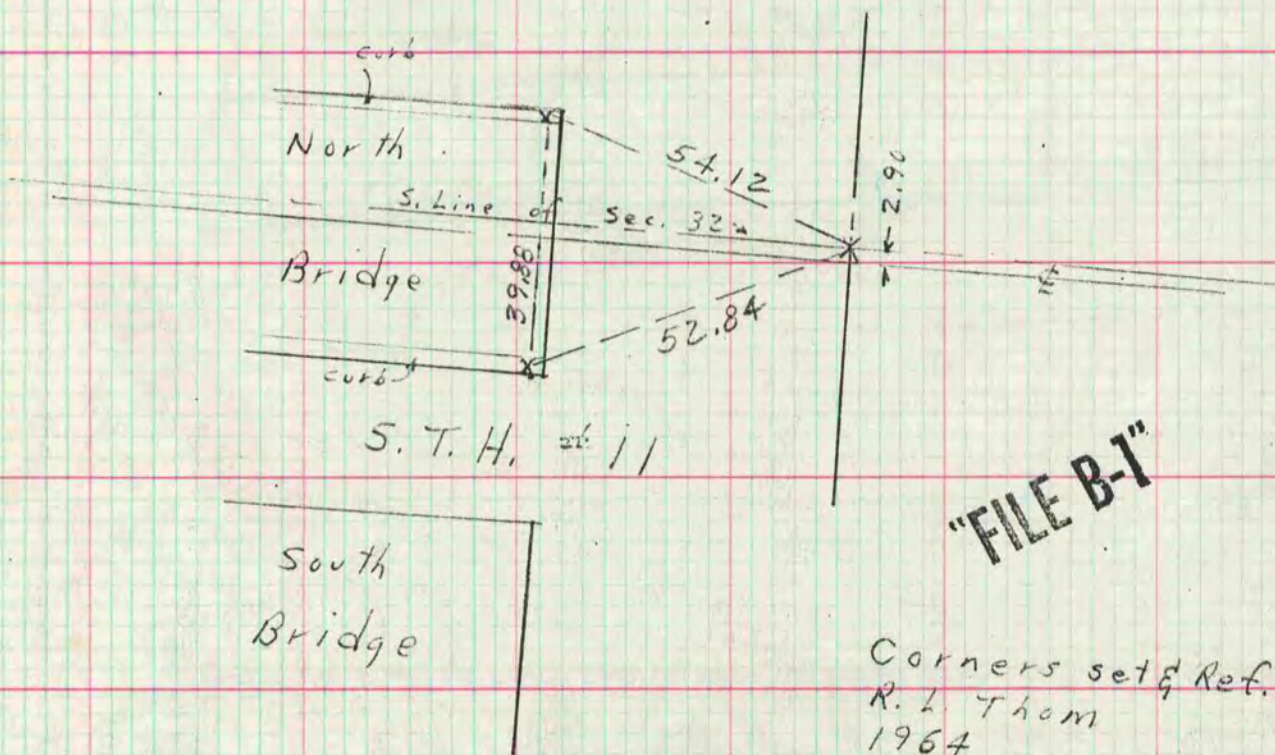 curb
North
54.12
2.90
S. Line of Sec. 32
Bridge
39.88
52.84
curb
S. T. H. # 11
"FILE B-1"
South
Bridge
Corners set & Ref.
R. L. Thom
1964